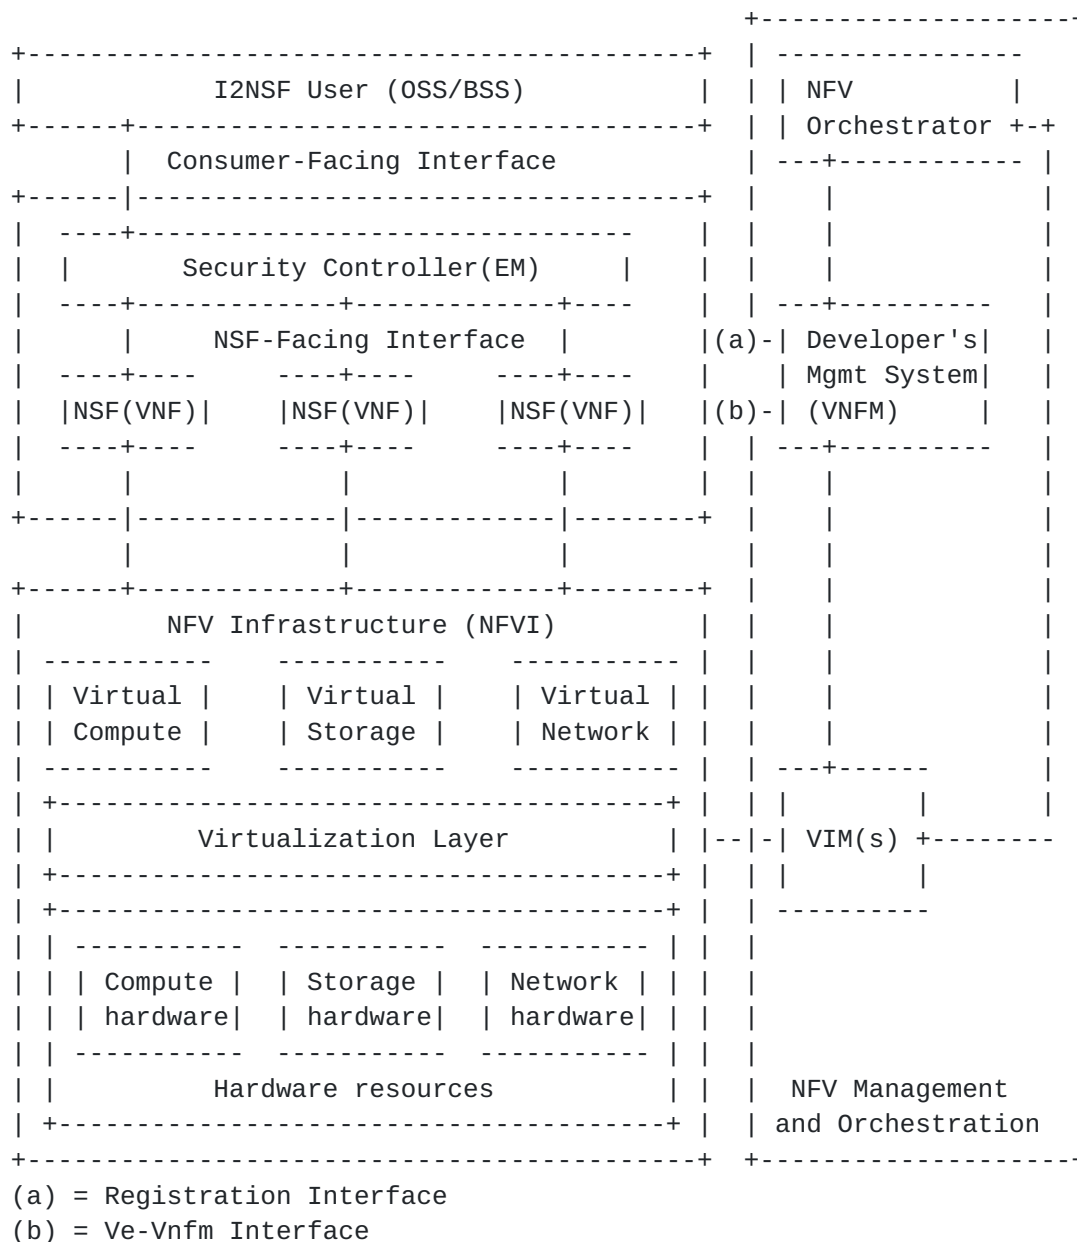 +--------------------+
+-------------------------------------------+  | ----------------
|            I2NSF User (OSS/BSS)           |  | | NFV          |
+------+------------------------------------+  | | Orchestrator +-+
       |  Consumer-Facing Interface            | ---+------------ |
+------|------------------------------------+  |    |             |
|  ----+--------------------------------    |  |    |             |
|  |       Security Controller(EM)     |    |  |    |             |
|  ----+-------------+-------------+----    |  | ---+----------   |
|      |     NSF-Facing Interface  |        |(a)-| Developer's|   |
|  ----+----     ----+----     ----+----    |    | Mgmt System|   |
|  |NSF(VNF)|    |NSF(VNF)|    |NSF(VNF)|   |(b)-| (VNFM)     |   |
|  ----+----     ----+----     ----+----    |  | ---+----------   |
|      |             |             |        |  |    |             |
+------|-------------|-------------|--------+  |    |             |
       |             |             |           |    |             |
+------+-------------+-------------+--------+  |    |             |
|         NFV Infrastructure (NFVI)         |  |    |             |
| -----------    -----------    ----------- |  |    |             |
| | Virtual |    | Virtual |    | Virtual | |  |    |             |
| | Compute |    | Storage |    | Network | |  |    |             |
| -----------    -----------    ----------- |  | ---+------       |
| +---------------------------------------+ |  | |        |       |
| |         Virtualization Layer          | |--|-| VIM(s) +--------
| +---------------------------------------+ |  | |        |
| +---------------------------------------+ |  | ----------
| | -----------  -----------  ----------- | |  |
| | | Compute |  | Storage |  | Network | | |  |
| | | hardware|  | hardware|  | hardware| | |  |
| | -----------  -----------  ----------- | |  |
| |          Hardware resources           | |  |  NFV Management
| +---------------------------------------+ |  | and Orchestration
+-------------------------------------------+  +--------------------+
(a) = Registration Interface
(b) = Ve-Vnfm Interface